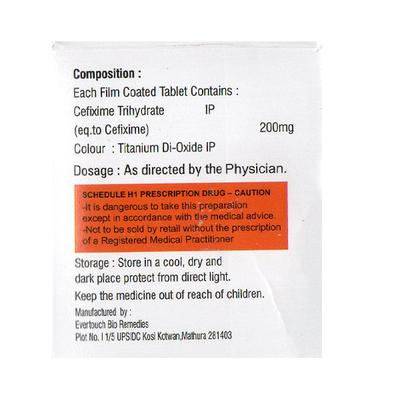 Composition :
Each Film Coated Tablet Contains :
Cefixime Trihydrate IP
(eq.to Cefixime) 200mg
Colour : Titanium Di-Oxide IP
Dosage : As directed by the Physician.
SCHEDULE H1 PRESCRIPTION DRUG – CAUTION
-It is dangerous to take this preparation
except in accordance with the medical advice.
-Not to be sold by retail without the prescription
of a Registered Medical Practitioner
Storage : Store in a cool, dry and
dark place protect from direct light.
Keep the medicine out of reach of children.
Manufactured by :
Evertouch Bio Remedies
Plot No. I 1/5 UPSIDC Kosi Kotwan,Mathura 281403